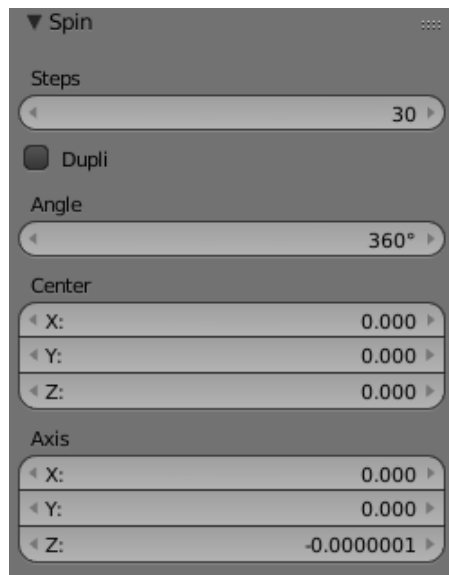 Spin
Steps
30
Dupli
Angle
360°
Center
X: 0.000
Y: 0.000
Z: 0.000
Axis
X: 0.000
Y: 0.000
Z: -0.0000001